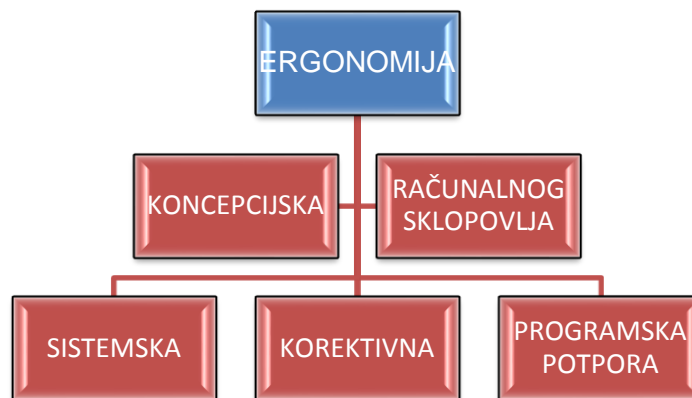 ERGONOMIJA
KONCEPCIJSKA
RAČUNALNOG
SKLOPOVLJA
SISTEMSKA
KOREKTIVNA
PROGRAMSKA
POTPORA